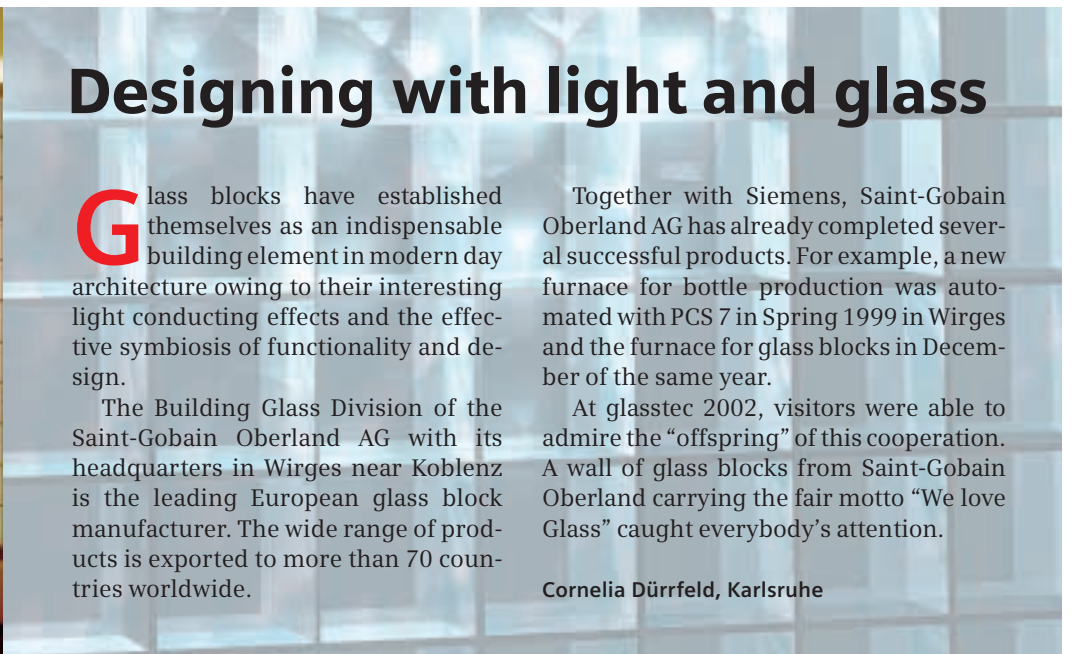 Designing with light and glass
Glass blocks have established
themselves as an indispensable
building element in modern day
architecture owing to their interesting
light conducting effects and the effec-
tive symbiosis of functionality and de-
sign.
The Building Glass Division of the
Saint-Gobain Oberland AG with its
headquarters in Wirges near Koblenz
is the leading European glass block
manufacturer. The wide range of prod-
ucts is exported to more than 70 coun-
tries worldwide.
Together with Siemens, Saint-Gobain
Oberland AG has already completed sever-
al successful products. For example, a new
furnace for bottle production was auto-
mated with PCS 7 in Spring 1999 in Wirges
and the furnace for glass blocks in Decem-
ber of the same year.
At glasstec 2002, visitors were able to
admire the “offspring” of this cooperation.
A wall of glass blocks from Saint-Gobain
Oberland carrying the fair motto “We love
Glass” caught everybody’s attention.
Cornelia Dürrfeld, Karlsruhe